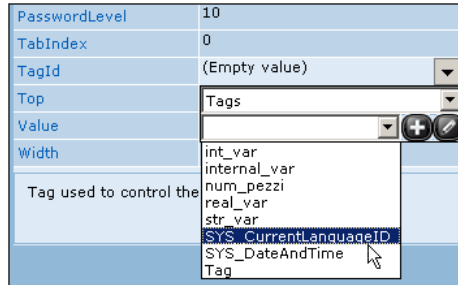 PasswordLevel 10
TabIndex 0
TagId (Empty value)
Top Tags
Value
Width int_var
internal_var
Tag used to control the num_pezzi
real_var
str_var
SYS_CurrentLanguageID
SYS_DateAndTime
Tag